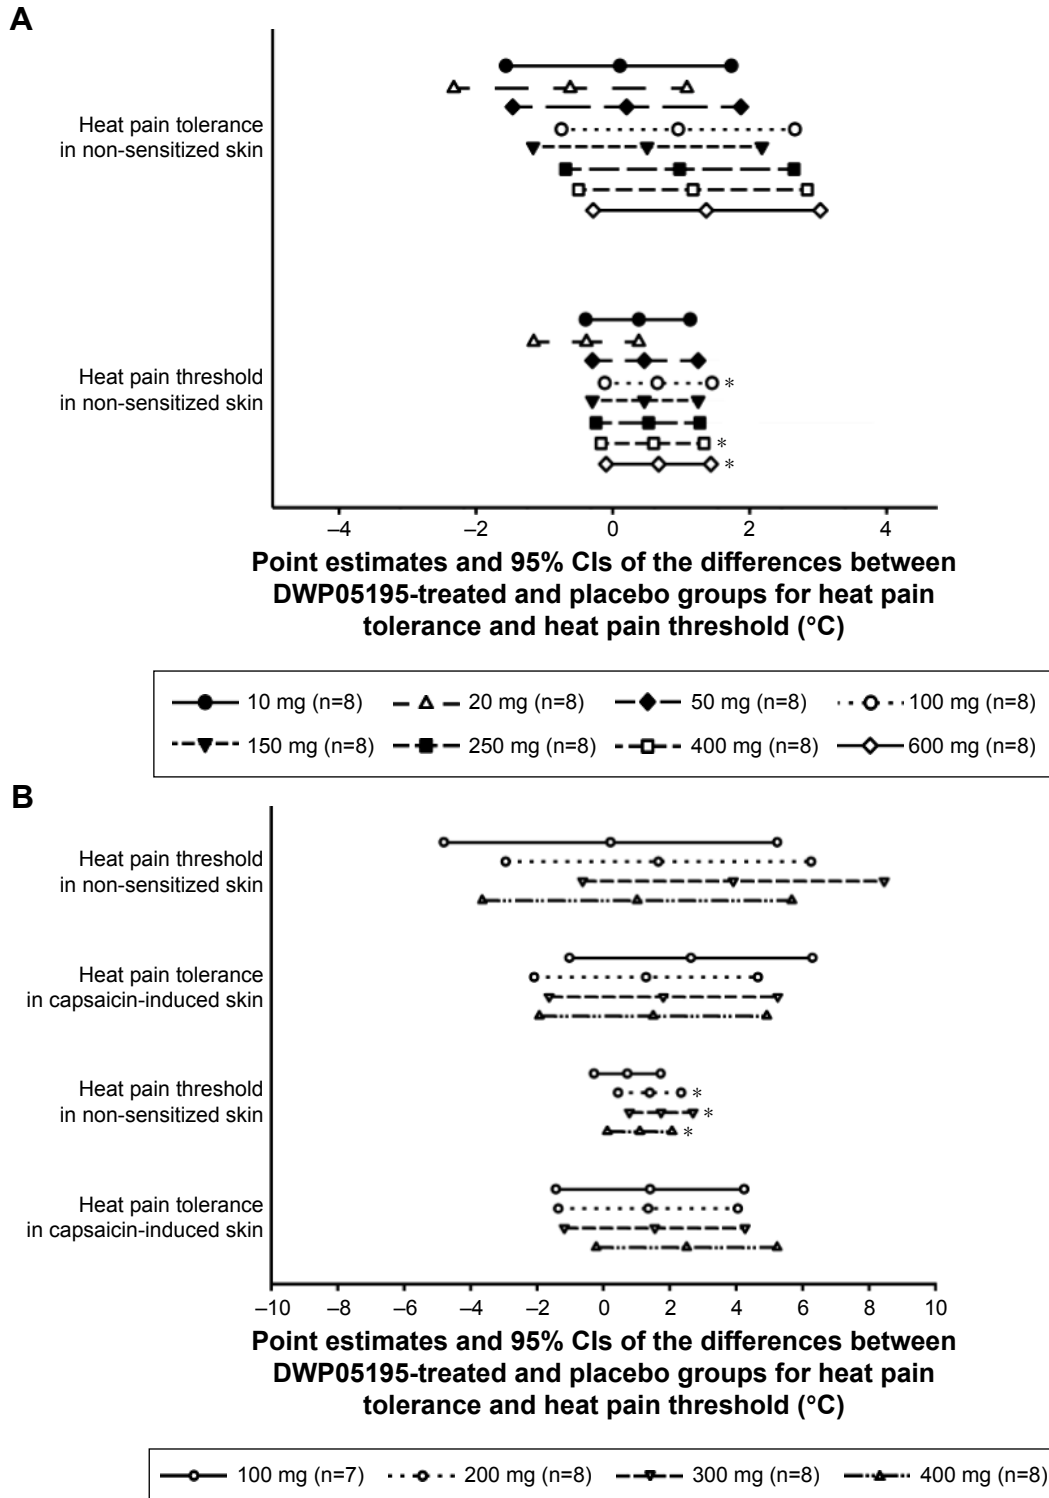 A
Heat pain tolerance
in non-sensitized skin
Heat pain threshold
in non-sensitized skin
*
*
*
–4 –2 0 2 4
Point estimates and 95% CIs of the differences between
DWP05195-treated and placebo groups for heat pain
tolerance and heat pain threshold (°C)
10 mg (n=8) 20 mg (n=8) 50 mg (n=8) 100 mg (n=8)
150 mg (n=8) 250 mg (n=8) 400 mg (n=8) 600 mg (n=8)
B
Heat pain threshold
in non-sensitized skin
Heat pain tolerance
in capsaicin-induced skin
Heat pain threshold
in non-sensitized skin
*
*
*
Heat pain tolerance
in capsaicin-induced skin
–10 –8 –6 –4 –2 0 2 4 6 8 10
Point estimates and 95% CIs of the differences between
DWP05195-treated and placebo groups for heat pain
tolerance and heat pain threshold (°C)
100 mg (n=7) 200 mg (n=8) 300 mg (n=8) 400 mg (n=8)